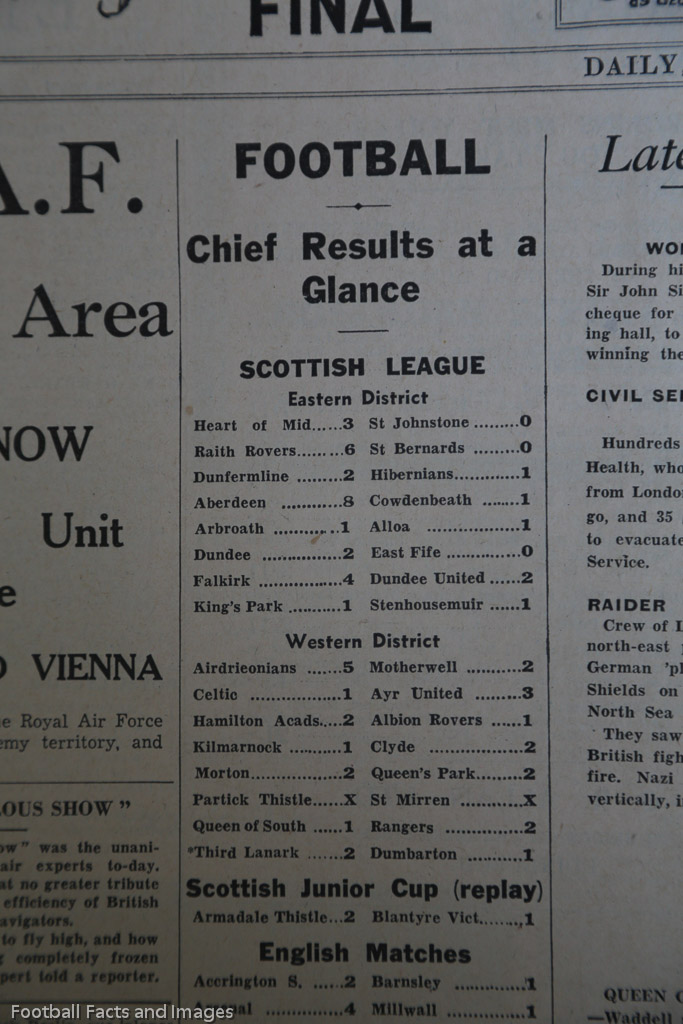 FINAL
DAILY
A.F.
Area
NOW
Unit
VIENNA
e Royal Air Force
emy territory, and
LOUS SHOW"
ow" was the unani-
air experts to-day.
at no greater tribute
efficiency of British
avigators.
to fly high, and how
completely frozen
pert told a reporter.
FOOTBALL
Chief Results at a
Glance
SCOTTISH LEAGUE
Eastern District
Heart of Mid......3 St Johnstone .........0
Raith Rovers.........6 St Bernards .........0
Dunfermline .........2 Hibernians.............1
Aberdeen ............8 Cowdenbeath .......1
Arbroath ............1 Alloa ..................1
Dundee ...............2 East Fife ..............0
Falkirk ................4 Dundee United ......2
King's Park ...........1 Stenhousemuir ......1
Western District
Airdrieonians .......5 Motherwell ...........2
Celtic ..................1 Ayr United ............3
Hamilton Acads....2 Albion Rovers .....1
Kilmarnock ..........1 Clyde ..................2
Morton.................2 Queen's Park........2
Partick Thistle......X St Mirren ............X
Queen of South .....1 Rangers ..............2
*Third Lanark .......2 Dumbarton ..........1
Scottish Junior Cup (replay)
Armadale Thistle...2 Blantyre Vict........1
English Matches
Accrington S. ......2 Barnsley ..............1
Arsenal ................4 Millwall ...............1
Late
WO
During hi
Sir John Si
cheque for
ing hall, to
winning the
CIVIL SE
Hundreds
Health, who
from Londo
go, and 35
to evacuate
Service.
RAIDER
Crew of L
north-east
German 'pl
Shields on
North Sea
They saw
British figh
fire. Nazi
vertically, i
QUEEN
—Waddell
Football Facts and Images